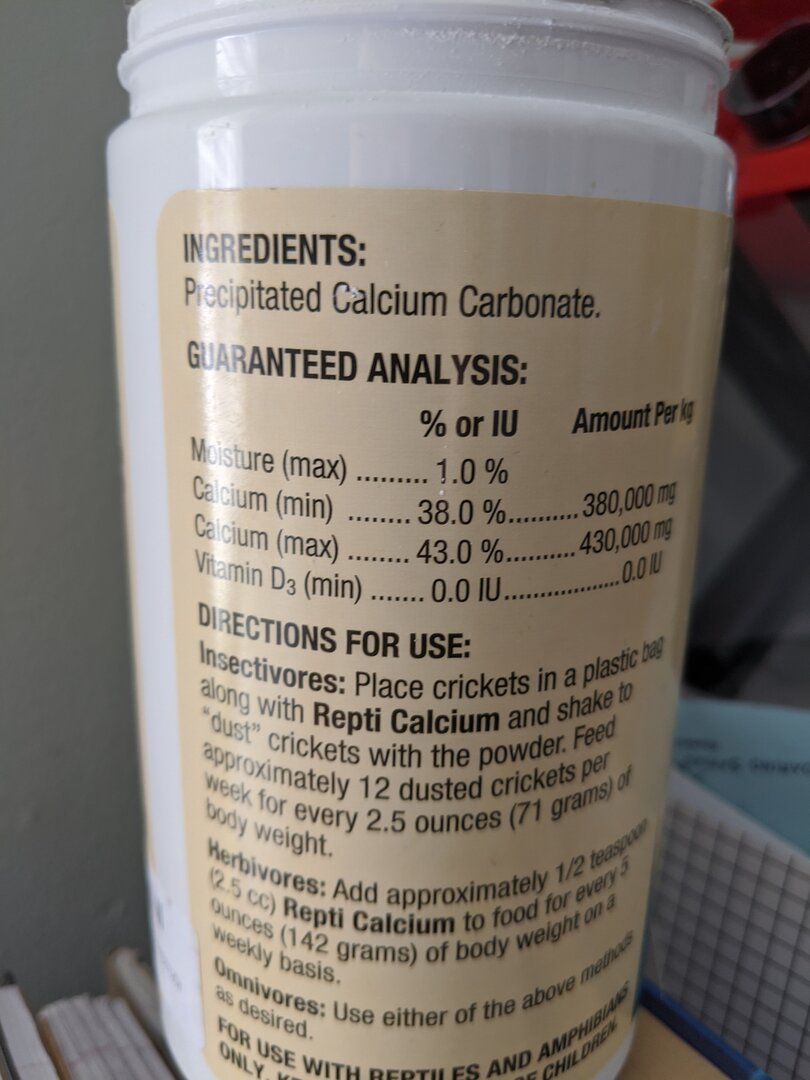 INGREDIENTS:
Precipitated Calcium Carbonate.
GUARANTEED ANALYSIS:
% or IU Amount Per kg
Moisture (max) ......... 1.0 %
Calcium (min) ........ 38.0 %.......... 380,000 mg
Calcium (max) ........ 43.0 %.......... 430,000 mg
Vitamin D3 (min) ....... 0.0 IU.................. 0.0 IU
DIRECTIONS FOR USE:
Insectivores: Place crickets in a plastic bag
along with Repti Calcium and shake to
"dust" crickets with the powder. Feed
approximately 12 dusted crickets per
week for every 2.5 ounces (71 grams) of
body weight.
Herbivores: Add approximately 1/2 teaspoon
(2.5 cc) Repti Calcium to food for every 5
ounces (142 grams) of body weight on a
weekly basis.
Omnivores: Use either of the above methods
as desired.
FOR USE WITH REPTILES AND AMPHIBIANS
ONLY. CHILDREN.